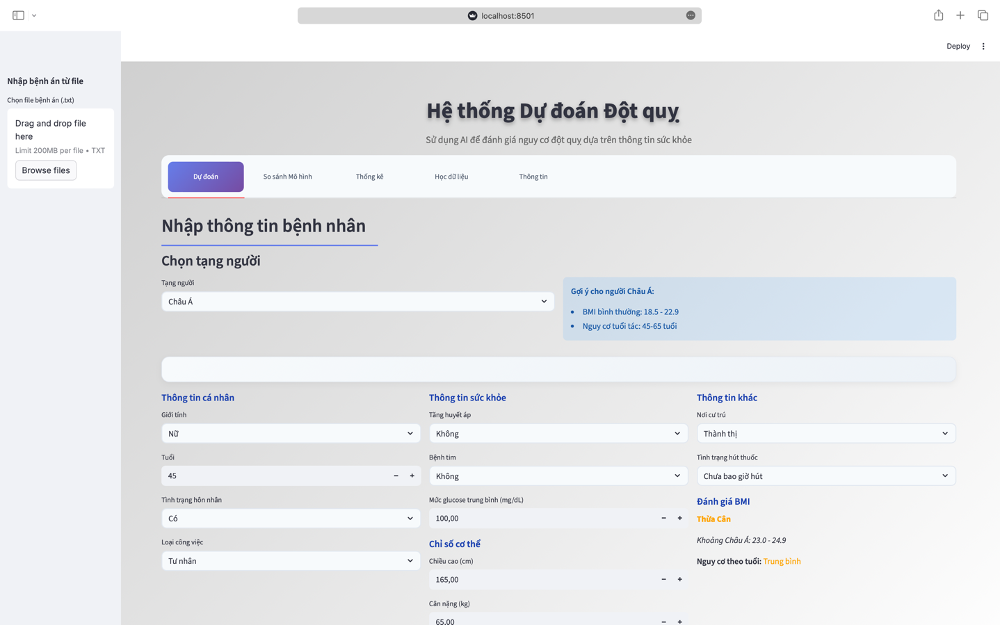 localhost:8501
Deploy
Nhập bệnh án từ file
Chọn file bệnh án (.txt)
Drag and drop file
here
Limit 200MB per file • TXT
Browse files
Hệ thống Dự đoán Đột quỵ
Sử dụng AI để đánh giá nguy cơ đột quỵ dựa trên thông tin sức khỏe
Dự đoán
So sánh Mô hình
Thống kê
Học dữ liệu
Thông tin
Nhập thông tin bệnh nhân
Chọn tạng người
Tạng người
Châu Á
Gợi ý cho người Châu Á:
• BMI bình thường: 18.5 - 22.9
• Nguy cơ tuổi tác: 45-65 tuổi
Thông tin cá nhân
Giới tính
Nữ
Tuổi
45
Tình trạng hôn nhân
Có
Loại công việc
Tư nhân
Thông tin sức khỏe
Tăng huyết áp
Không
Bệnh tim
Không
Mức glucose trung bình (mg/dL)
100,00
Chỉ số cơ thể
Chiều cao (cm)
165,00
Cân nặng (kg)
65,00
Thông tin khác
Nơi cư trú
Thành thị
Tình trạng hút thuốc
Chưa bao giờ hút
Đánh giá BMI
Thừa Cân
Khoảng Châu Á: 23.0 - 24.9
Nguy cơ theo tuổi: Trung bình